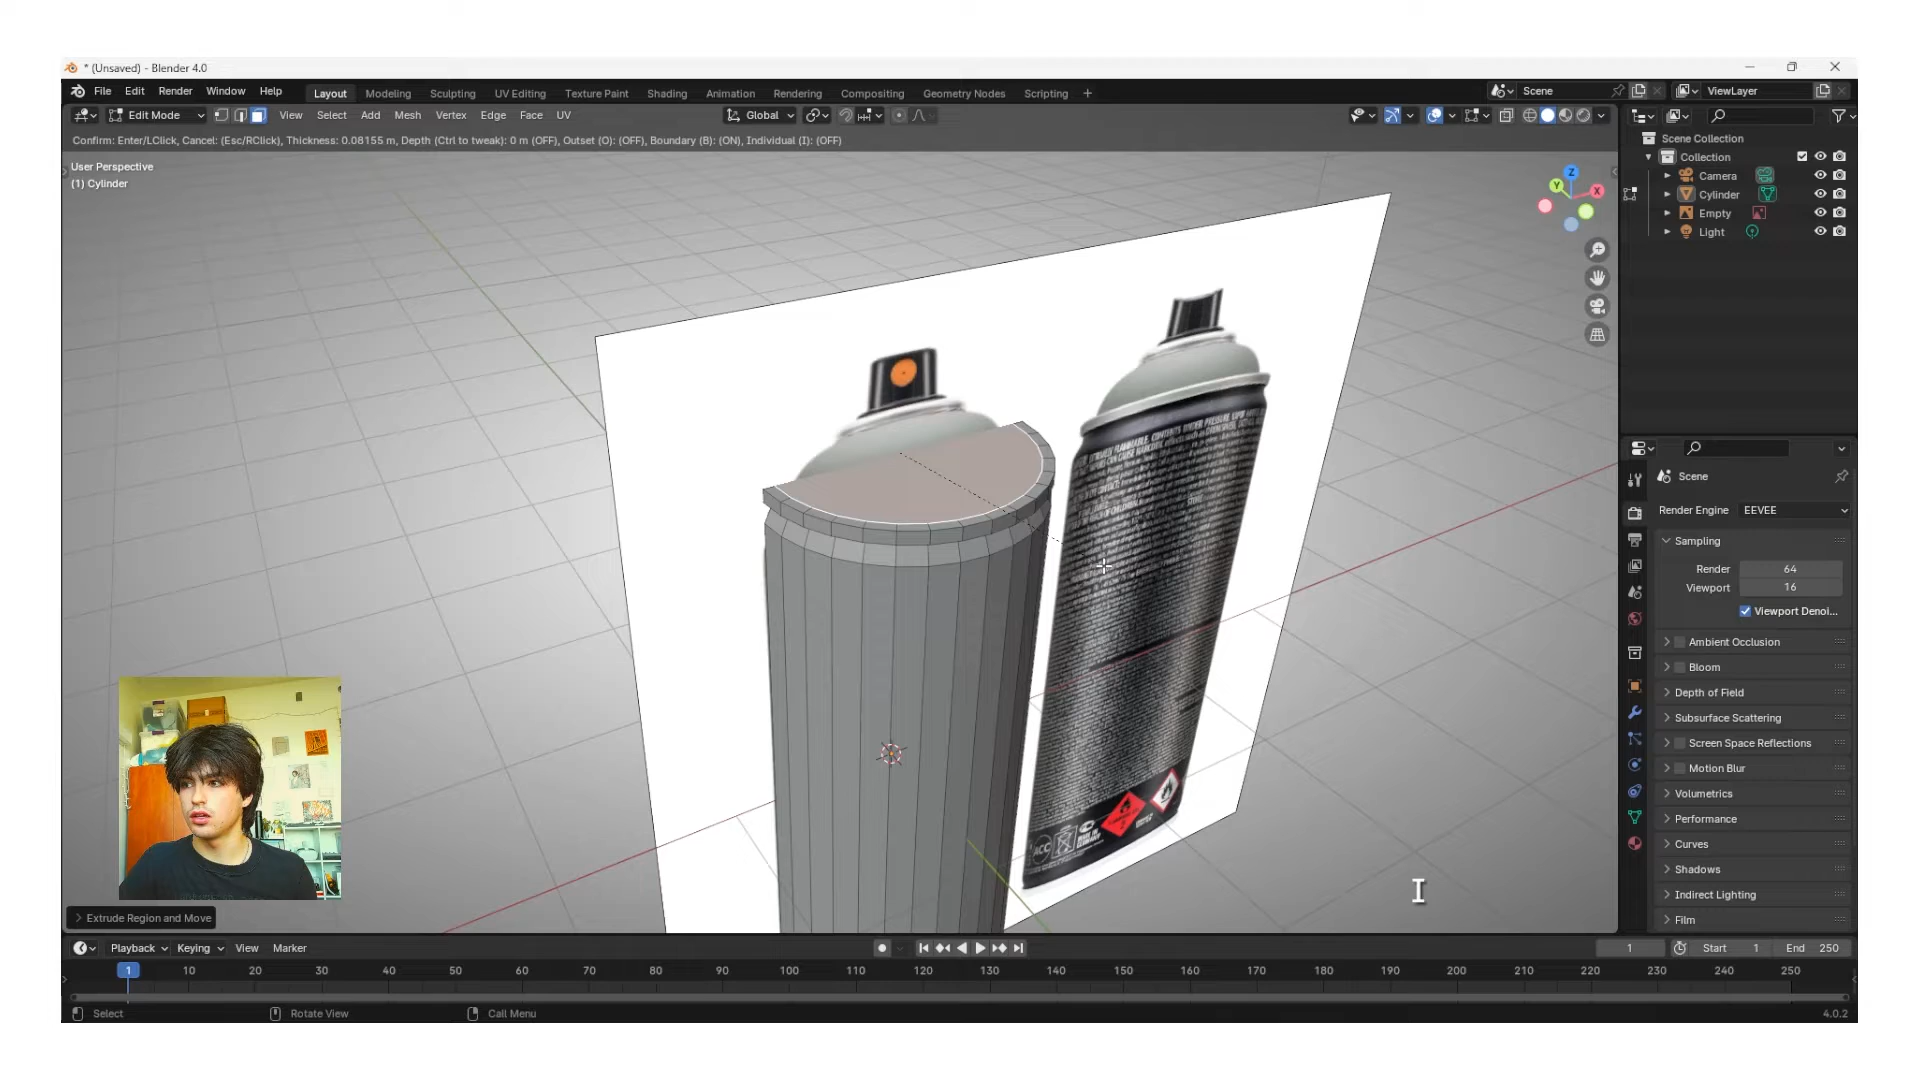 * (Unsaved) - Blender 4.0
File Edit Render Window Help
Layout Modeling Sculpting UV Editing Texture Paint Shading Animation Rendering Compositing Geometry Nodes Scripting +
Scene
ViewLayer
Edit Mode
View Select Add Mesh Vertex Edge Face UV
Global
Confirm: Enter/LClick, Cancel: (Esc/RClick), Thickness: 0.08155 m, Depth (Ctrl to tweak): 0 m (OFF), Outset (O): (OFF), Boundary (B): (ON), Individual (I): (OFF)
User Perspective
(1) Cylinder
Z
Y
X
Scene Collection
Collection
Camera
Cylinder
Empty
Light
Scene
Render Engine EEVEE
Sampling
Render 64
Viewport 16
Viewport Denoi...
Ambient Occlusion
Bloom
Depth of Field
Subsurface Scattering
Screen Space Reflections
Motion Blur
Volumetrics
Performance
Curves
Shadows
Indirect Lighting
Film
ACC
I
Extrude Region and Move
Playback Keying View Marker
1 Start 1 End 250
1 10 20 30 40 50 60 70 80 90 100 110 120 130 140 150 160 170 180 190 200 210 220 230 240 250
Select Rotate View Call Menu
4.0.2